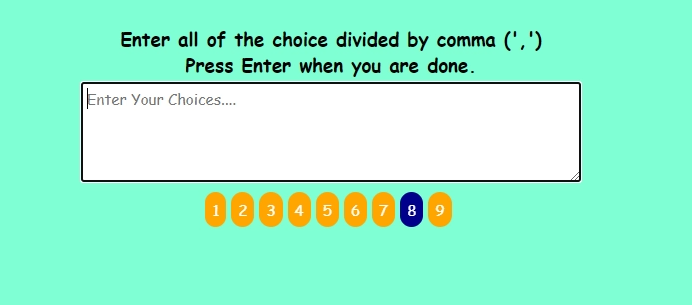 Enter all of the choice divided by comma (',')
Press Enter when you are done.
Enter Your Choices....
1 2 3 4 5 6 7 8 9